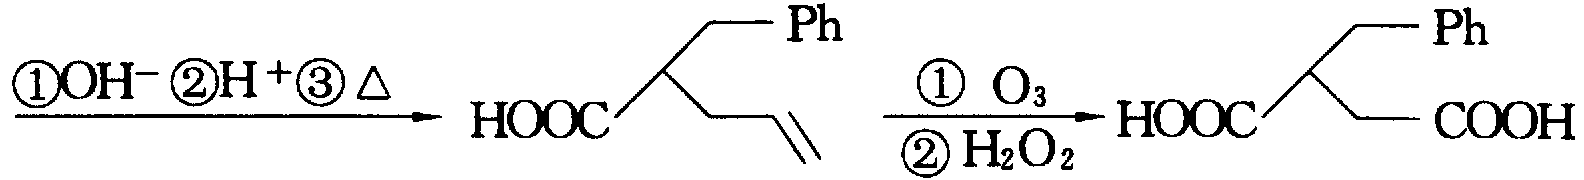 ①OH⁻ ②H⁺③△
Ph
HOOC
① O₃
② H₂O₂
Ph
HOOC
COOH